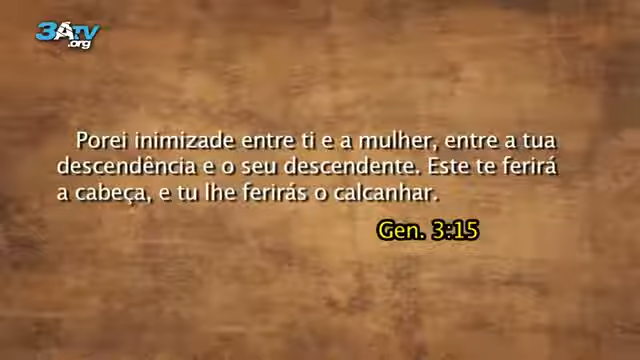 3ATV
.org
Porei inimizade entre ti e a mulher, entre a tua
descendência e o seu descendente. Este te ferirá
a cabeça, e tu lhe ferirás o calcanhar.
Gen. 3:15